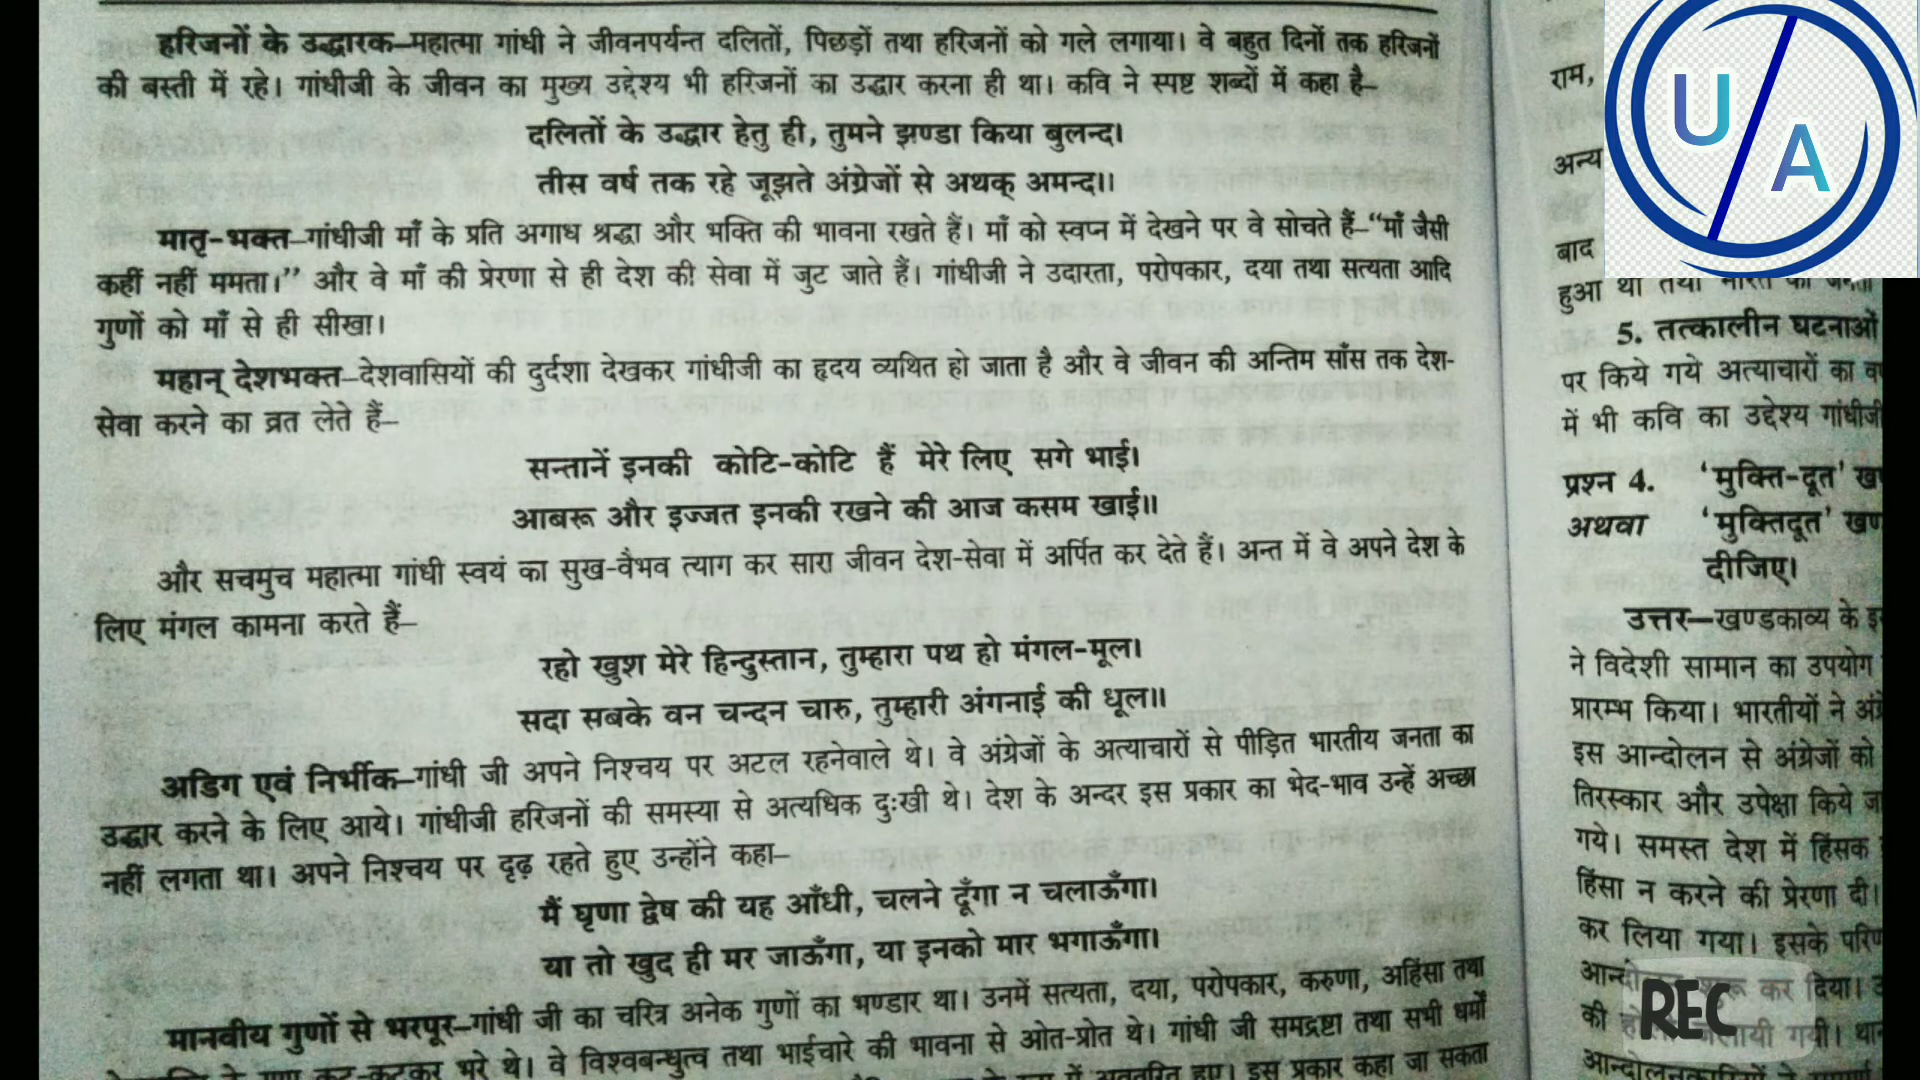 हरिजनों के उद्धारक–महात्मा गांधी ने जीवनपर्यन्त दलितों, पिछड़ों तथा हरिजनों को गले लगाया। वे बहुत दिनों तक हरिजनों
की बस्ती में रहे। गांधीजी के जीवन का मुख्य उद्देश्य भी हरिजनों का उद्धार करना ही था। कवि ने स्पष्ट शब्दों में कहा है–
दलितों के उद्धार हेतु ही, तुमने झण्डा किया बुलन्द।
तीस वर्ष तक रहे जूझते अंग्रेजों से अथक् अमन्द॥
मातृ-भक्त–गांधीजी माँ के प्रति अगाध श्रद्धा और भक्ति की भावना रखते हैं। माँ को स्वप्न में देखने पर वे सोचते हैं–“माँ जैसी
कहीं नहीं ममता।” और वे माँ की प्रेरणा से ही देश की सेवा में जुट जाते हैं। गांधीजी ने उदारता, परोपकार, दया तथा सत्यता आदि
गुणों को माँ से ही सीखा।
महान् देशभक्त–देशवासियों की दुर्दशा देखकर गांधीजी का हृदय व्यथित हो जाता है और वे जीवन की अन्तिम साँस तक देश-
सेवा करने का व्रत लेते हैं–
सन्तानें इनकी कोटि-कोटि हैं मेरे लिए सगे भाई।
आबरू और इज्जत इनकी रखने की आज कसम खाई॥
और सचमुच महात्मा गांधी स्वयं का सुख-वैभव त्याग कर सारा जीवन देश-सेवा में अर्पित कर देते हैं। अन्त में वे अपने देश के
लिए मंगल कामना करते हैं–
रहो खुश मेरे हिन्दुस्तान, तुम्हारा पथ हो मंगल-मूल।
सदा सबके वन चन्दन चारु, तुम्हारी अंगनाई की धूल॥
अडिग एवं निर्भीक–गांधी जी अपने निश्चय पर अटल रहनेवाले थे। वे अंग्रेजों के अत्याचारों से पीड़ित भारतीय जनता का
उद्धार करने के लिए आये। गांधीजी हरिजनों की समस्या से अत्यधिक दुःखी थे। देश के अन्दर इस प्रकार का भेद-भाव उन्हें अच्छा
नहीं लगता था। अपने निश्चय पर दृढ़ रहते हुए उन्होंने कहा–
मैं घृणा द्वेष की यह आँधी, चलने दूँगा न चलाऊँगा।
या तो खुद ही मर जाऊँगा, या इनको मार भगाऊँगा।
मानवीय गुणों से भरपूर–गांधी जी का चरित्र अनेक गुणों का भण्डार था। उनमें सत्यता, दया, परोपकार, करुणा, अहिंसा तथा
गुण कूट-कूटकर भरे थे। वे विश्वबन्धुत्व तथा भाईचारे की भावना से ओत-प्रोत थे। गांधी जी समद्रष्टा तथा सभी धर्मों
में अवतरित हुए। इस प्रकार कहा जा सकता
राम,
अन्य
बाद
हुआ था तथा भारत की जनता
5. तत्कालीन घटनाओं
पर किये गये अत्याचारों का
में भी कवि का उद्देश्य गांधीजी
प्रश्न 4. ‘मुक्ति-दूत’
अथवा ‘मुक्तिदूत’
दीजिए।
उत्तर–खण्डकाव्य के
ने विदेशी सामान का उपयोग
प्रारम्भ किया। भारतीयों ने
इस आन्दोलन से अंग्रेजों को
तिरस्कार और उपेक्षा किये
गये। समस्त देश में हिंसक
हिंसा न करने की प्रेरणा दी।
कर लिया गया। इसके
शुरू कर दिया।
की होली जलायी गयी।
U/A
REC